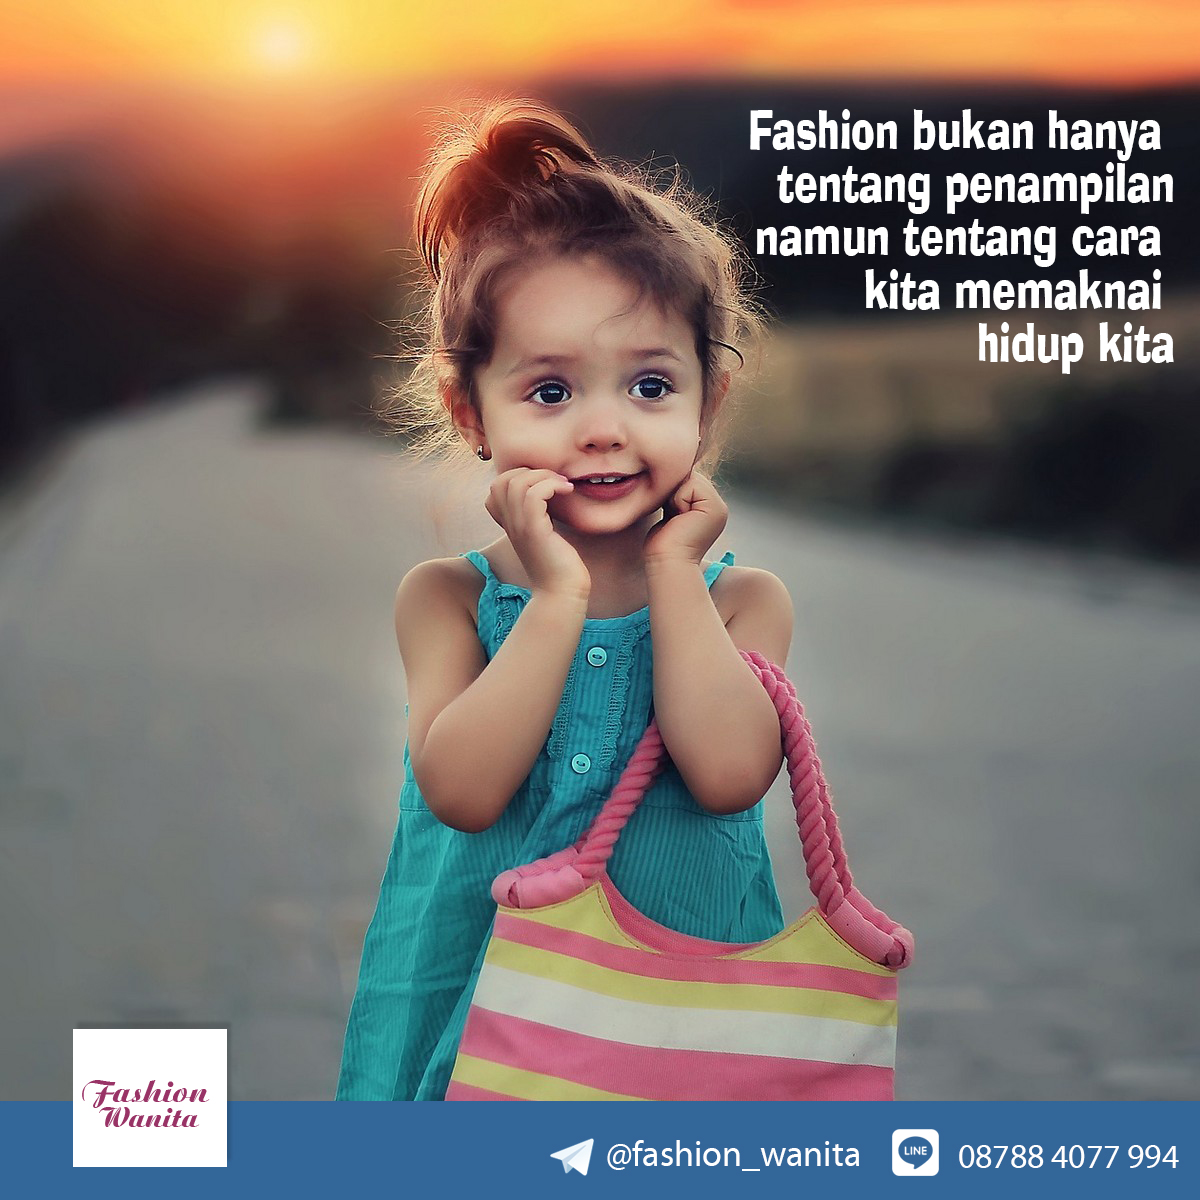 Fashion bukan hanya
tentang penampilan
namun tentang cara
kita memaknai
hidup kita
Fashion
Wanita
@fashion_wanita
LINE
08788 4077 994